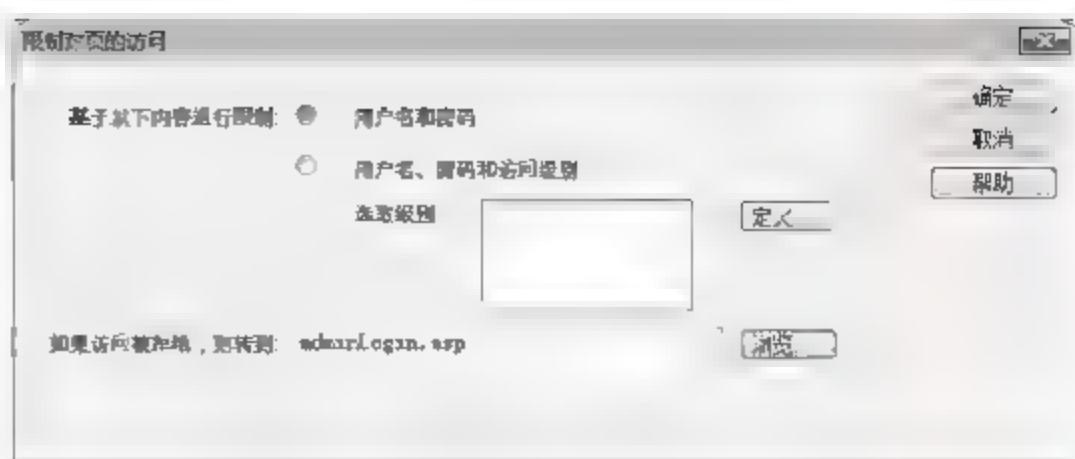 限制对页的访问
基于以下内容进行限制: 用户名和密码
用户名、密码和访问级别
选取级别
定义
如果访问被拒绝，则转到: adminlogin.asp
浏览...
确定
取消
帮助